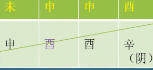 未 申 申 酉
申 酉 酉 辛
（阴）